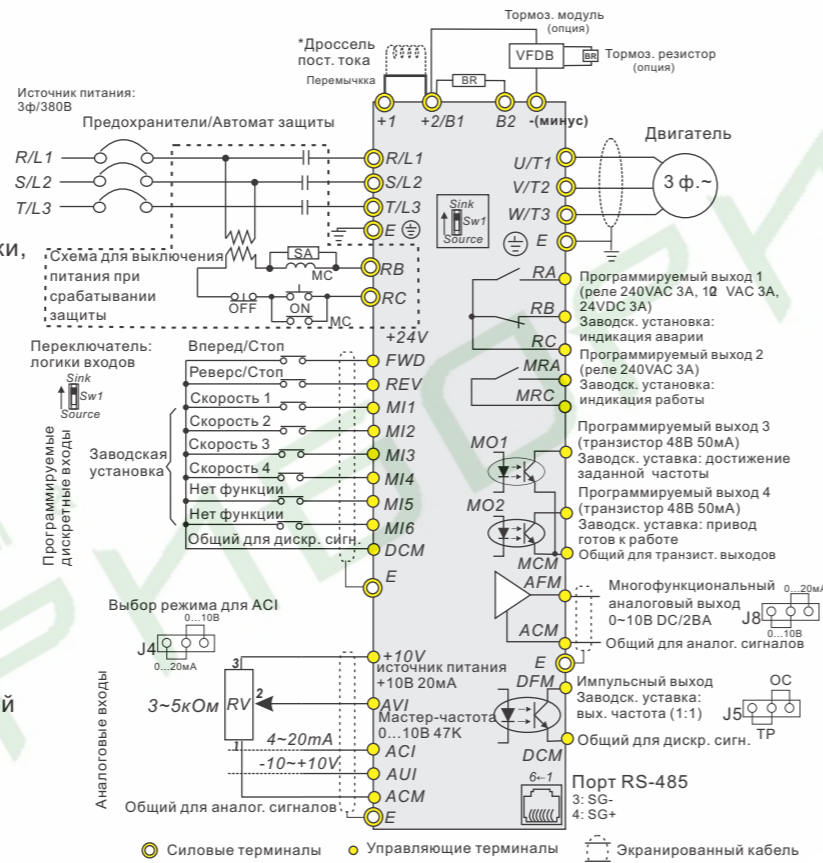 Тормоз. модуль
(опция)
*Дроссель
пост. тока
VFDB
BR
Тормоз. резистор
(опция)
Перемычкка
BR
Источник питания:
3ф/380В
+1
+2/B1
B2
-(минус)
Предохранители/Автомат защиты
Двигатель
R/L1
R/L1
U/T1
S/L2
S/L2
V/T2
3 ф.~
T/L3
T/L3
W/T3
Sink
Sw1
Source
E
E
ки,
Схема для выключения
питания при
срабатывании
защиты
SA
MC
RB
OFF
ON
MC
RC
RA
RB
RC
Программируемый выход 1
(реле 240VAC 3A, 12 VAC 3A,
24VDC 3A)
Заводск. установка:
индикация аварии
MRA
MRC
Программируемый выход 2
(реле 240VAC 3A)
Заводск. установка:
индикация работы
Переключатель:
логики входов
Sink
Sw1
Source
+24V
Вперед/Стоп
FWD
Реверс/Стоп
REV
Скорость 1
MI1
Скорость 2
MI2
Скорость 3
MI3
Скорость 4
MI4
Нет функции
MI5
Нет функции
MI6
Общий для дискр. сигн.
DCM
E
Заводская
установка
Программируемые
дискретные входы
MO1
Программируемый выход 3
(транзистор 48В 50мА)
Заводск. уставка: достижение
заданной частоты
MO2
Программируемый выход 4
(транзистор 48В 50мА)
Заводск. уставка: привод
готов к работе
MCM
Общий для транзист. выходов
AFM
Многофункциональный
аналоговый выход
0~10В DC/2ВА
0...20мА
J8
0...10В
ACM
Общий для аналог. сигналов
E
Выбор режима для ACI
0...10В
J4
0...20мА
+10V
источник питания
+10В 20мА
3
3~5кОм
RV
2
1
AVI
Мастер-частота
0...10В 47К
4~20mA
ACI
-10~+10V
AUI
Общий для аналог. сигналов
ACM
E
Аналоговые входы
ий
DFM
Импульсный выход
Заводск. уставка:
вых. частота (1:1)
OC
J5
TP
DCM
Общий для дискр. сигн.
6←1
Порт RS-485
3: SG-
4: SG+
Силовые терминалы
Управляющие терминалы
Экранированный кабель